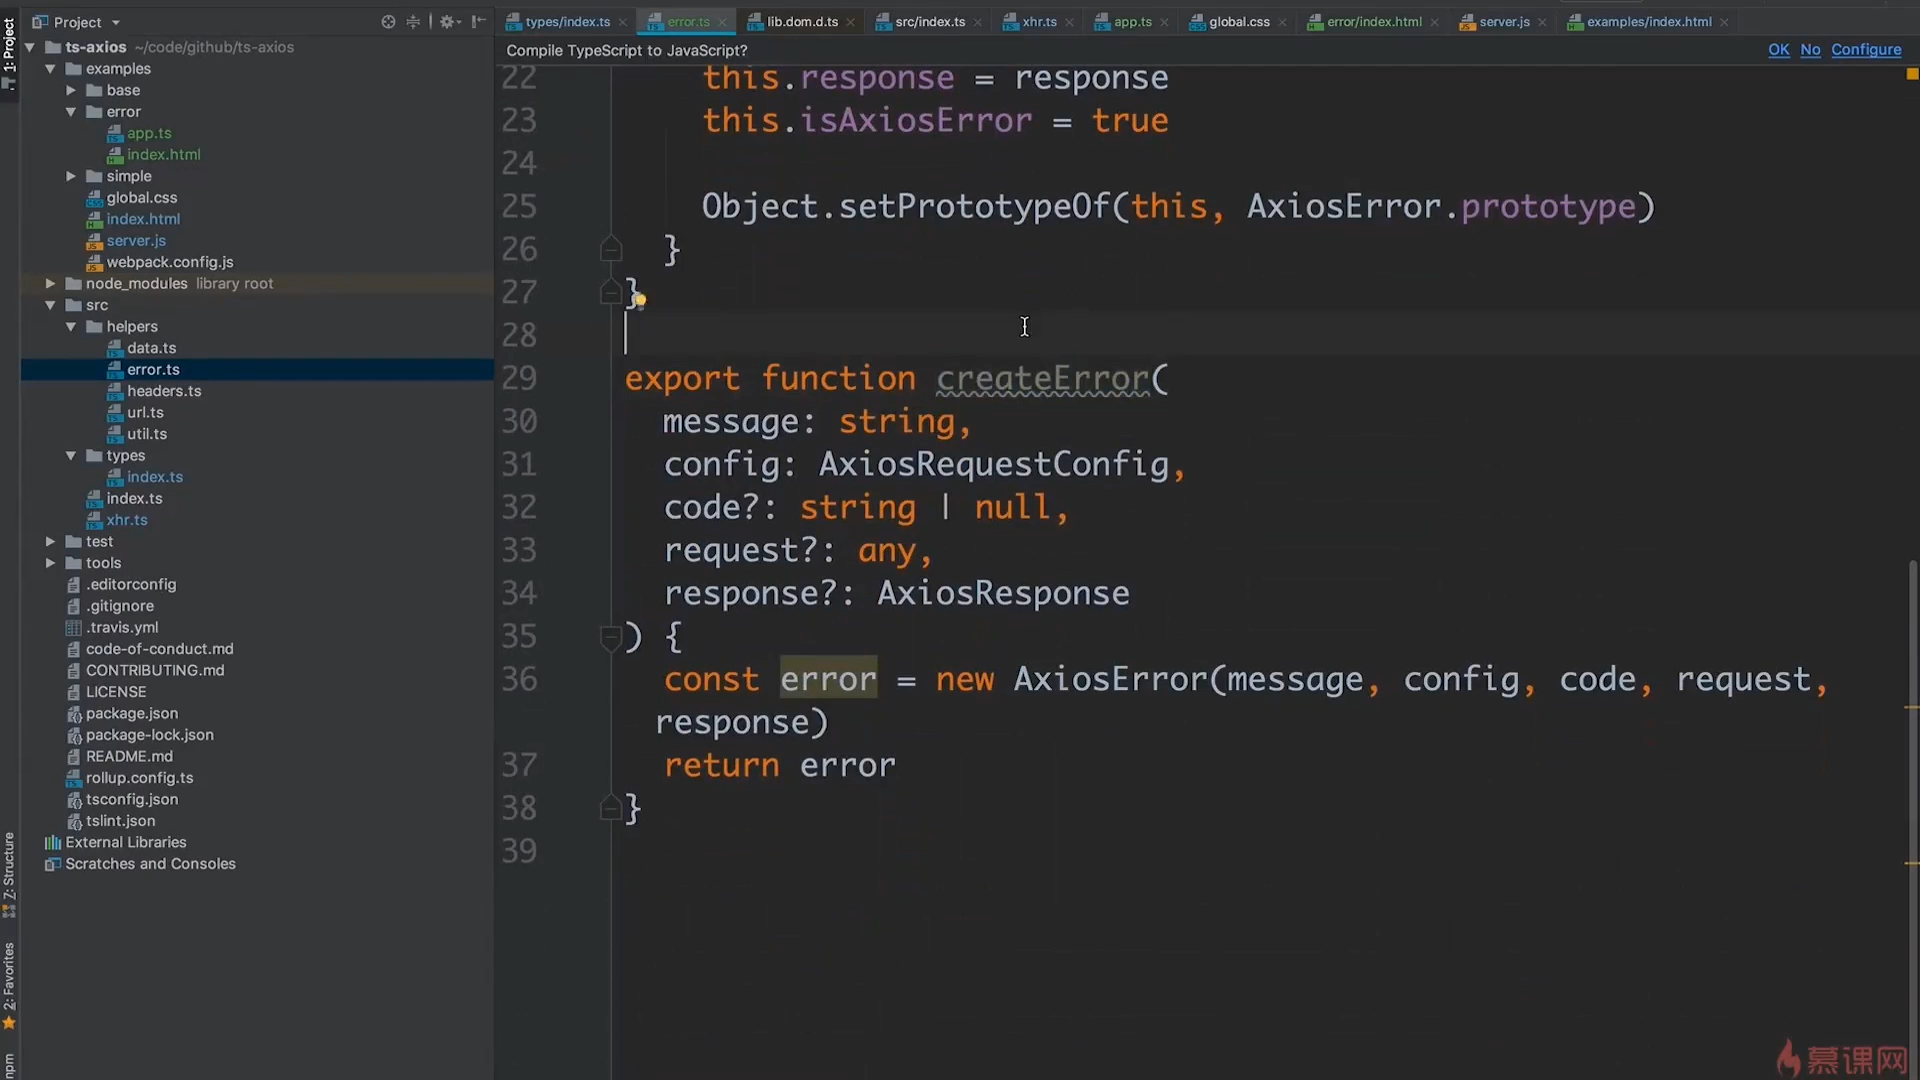 Project
types/index.ts
error.ts
lib.dom.d.ts
src/index.ts
xhr.ts
app.ts
global.css
error/index.html
server.js
examples/index.html
Compile TypeScript to JavaScript?
OK
No
Configure
1: Project
Z: Structure
2: Favorites
npm
ts-axios ~/code/github/ts-axios
examples
base
error
app.ts
index.html
simple
global.css
index.html
server.js
webpack.config.js
node_modules library root
src
helpers
data.ts
error.ts
headers.ts
url.ts
util.ts
types
index.ts
index.ts
xhr.ts
test
tools
.editorconfig
.gitignore
.travis.yml
code-of-conduct.md
CONTRIBUTING.md
LICENSE
package.json
package-lock.json
README.md
rollup.config.ts
tsconfig.json
tslint.json
External Libraries
Scratches and Consoles
22 this.response = response
23 this.isAxiosError = true
24
25 Object.setPrototypeOf(this, AxiosError.prototype)
26 }
27 }
28
29 export function createError(
30 message: string,
31 config: AxiosRequestConfig,
32 code?: string | null,
33 request?: any,
34 response?: AxiosResponse
35 ) {
36 const error = new AxiosError(message, config, code, request,
response)
37 return error
38 }
39
慕课网